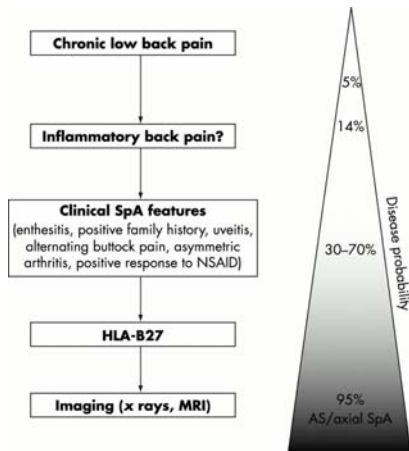 Chronic low back pain
Inflammatory back pain?
Clinical SpA features
(enthesitis, positive family history, uveitis,
alternating buttock pain, asymmetric
arthritis, positive response to NSAID)
HLA-B27
Imaging (x rays, MRI)
5%
14%
30–70%
95%
AS/axial SpA
Disease probability